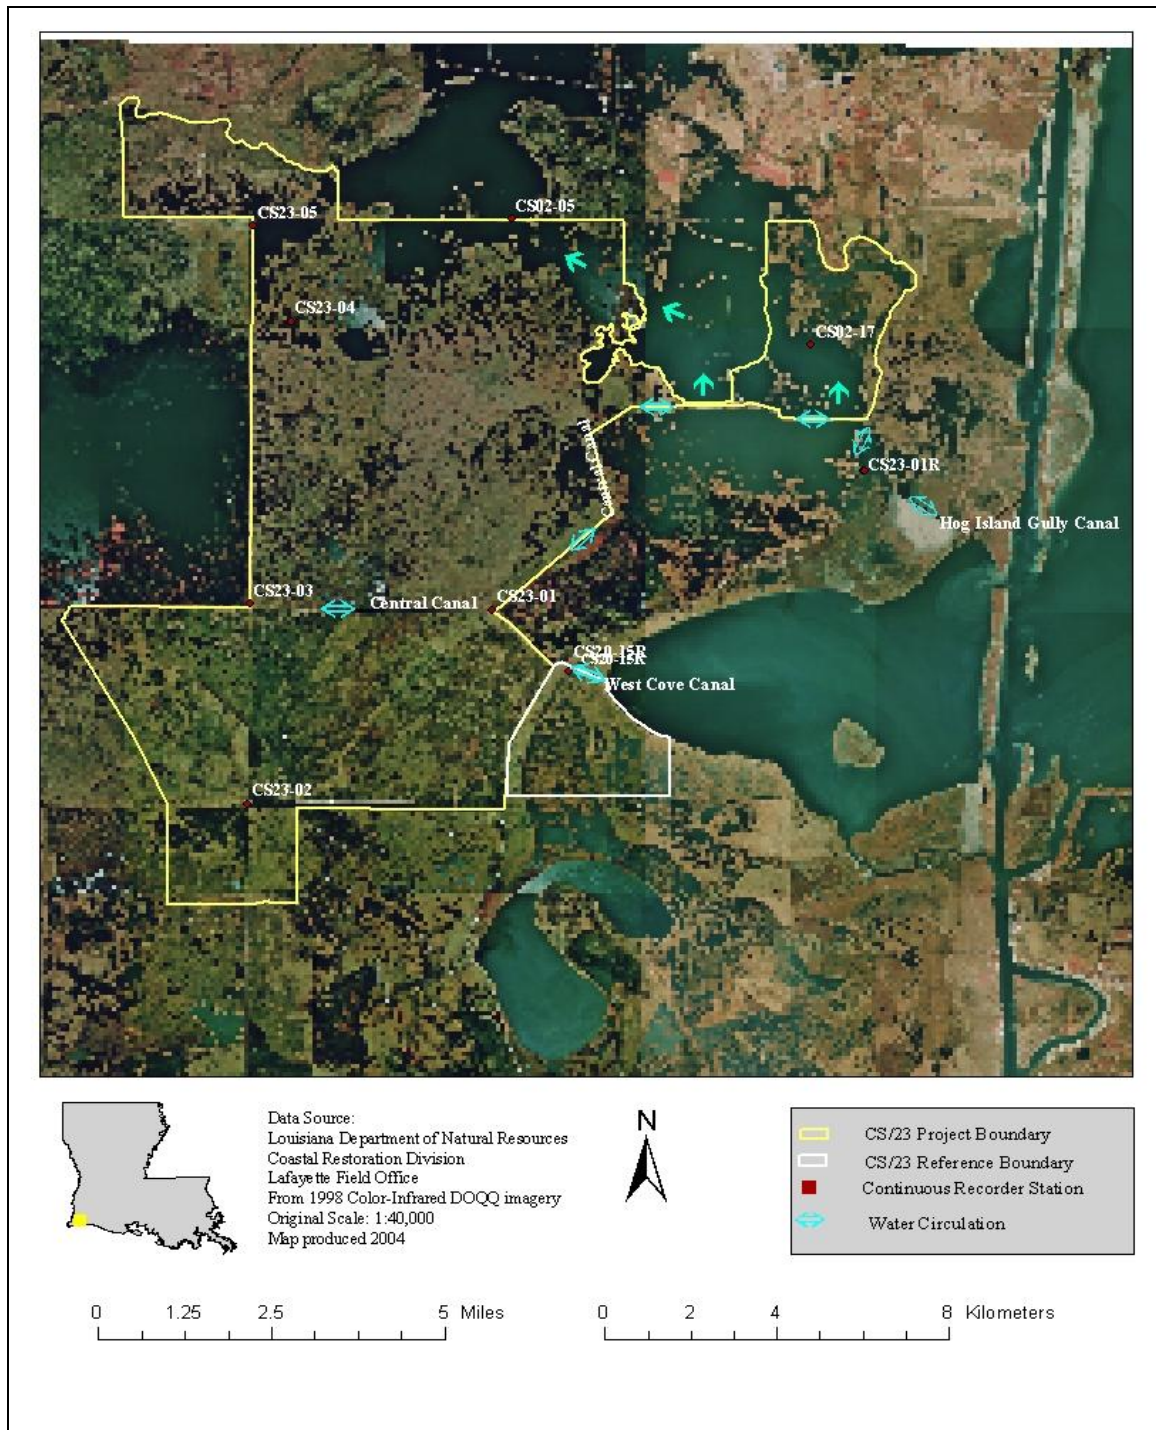 CS23-05
CS02-05
CS23-04
CS02-17
Central Canal
CS23-01R
Hog Island Gully Canal
CS23-03
Central Canal
CS23-01
CS20-15R
CS20-15R
West Cove Canal
CS23-02
Data Source:
Louisiana Department of Natural Resources
Coastal Restoration Division
Lafayette Field Office
From 1998 Color-Infrared DOQQ imagery
Original Scale: 1:40,000
Map produced 2004
N
CS/23 Project Boundary
CS/23 Reference Boundary
Continuous Recorder Station
Water Circulation
0 1.25 2.5 5 Miles
0 2 4 8 Kilometers